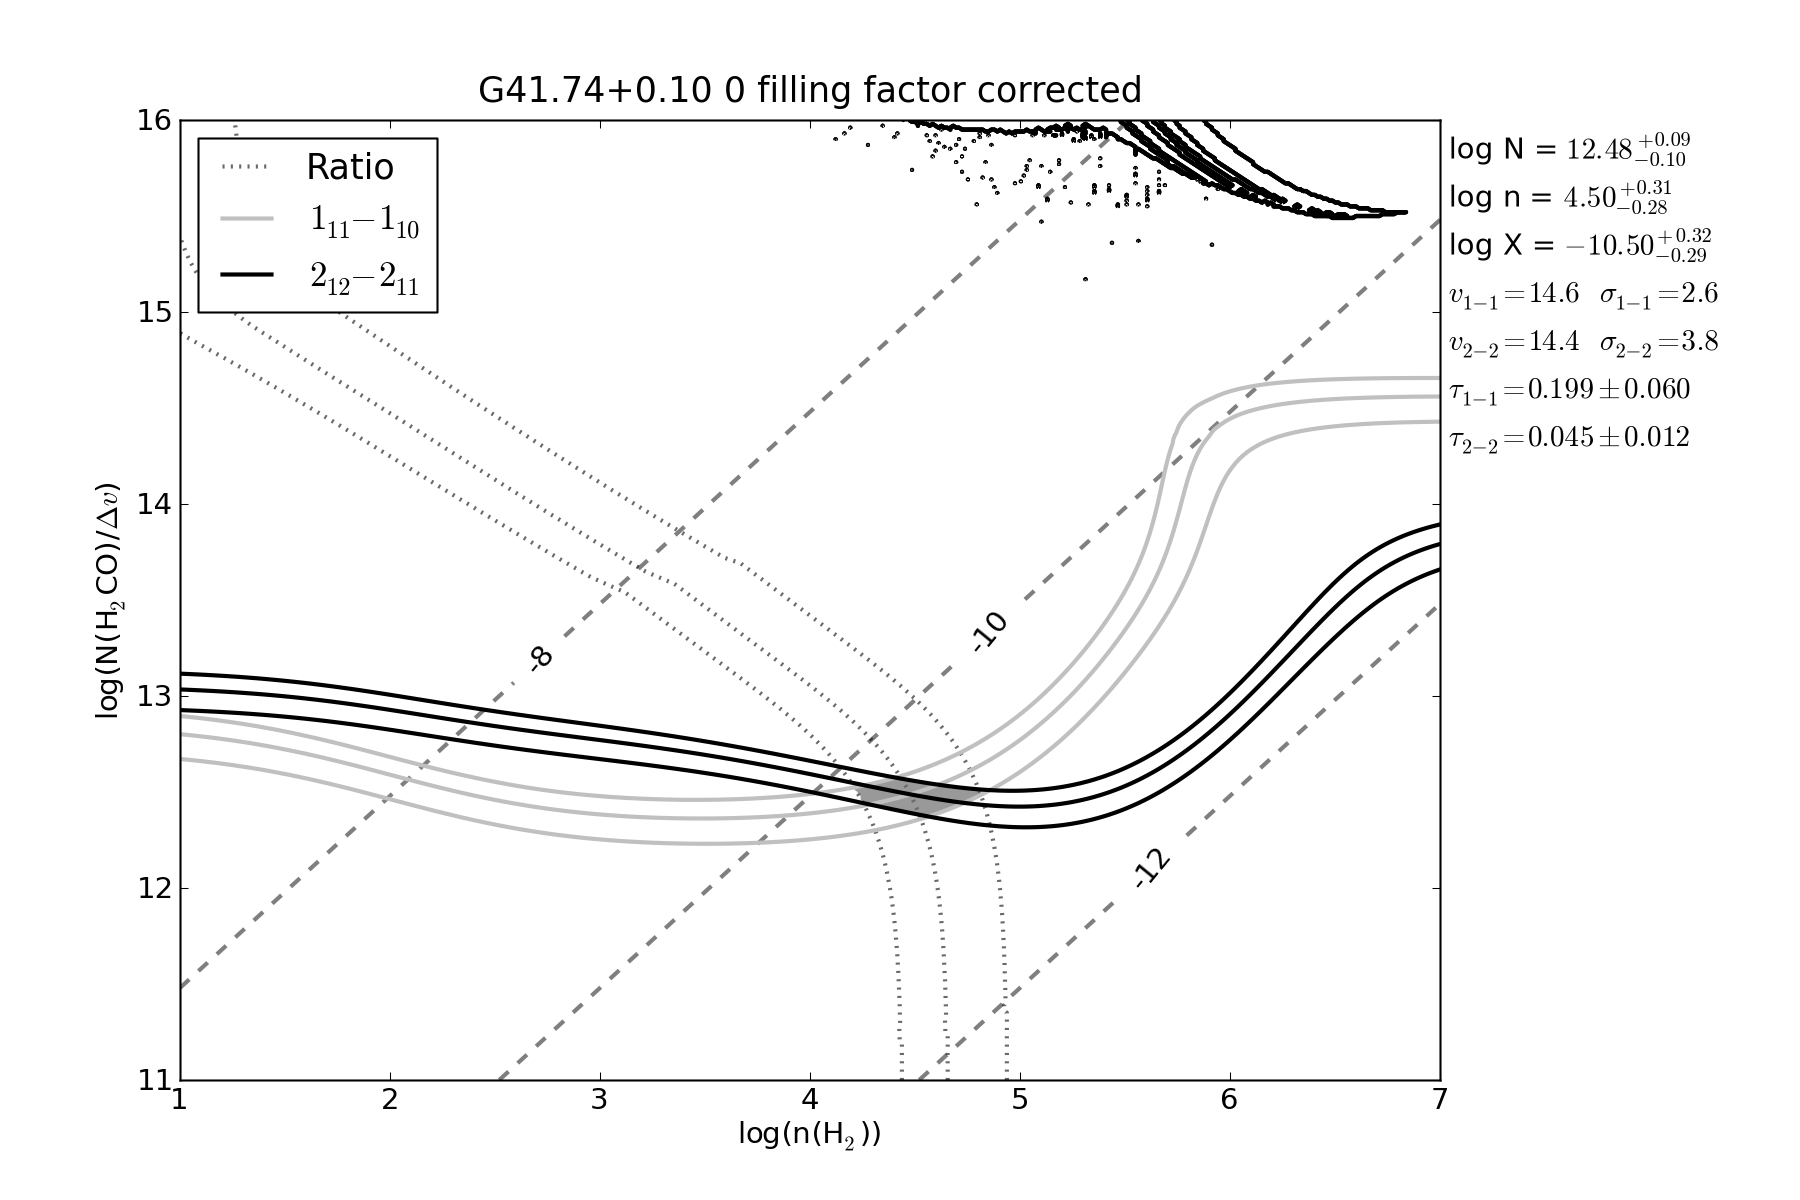 G41.74+0.10 0 filling factor corrected
Ratio
1₁₁−1₁₀
2₁₂−2₁₁
log N = 12.48^{+0.09}_{−0.10}
log n = 4.50^{+0.31}_{−0.28}
log X = −10.50^{+0.32}_{−0.29}
v₁₋₁=14.6 σ₁₋₁=2.6
v₂₋₂=14.4 σ₂₋₂=3.8
τ₁₋₁=0.199±0.060
τ₂₋₂=0.045±0.012
16
15
14
13
12
11
log(N(H₂CO)/Δv)
-8
-10
-12
1 2 3 4 5 6 7
log(n(H₂))